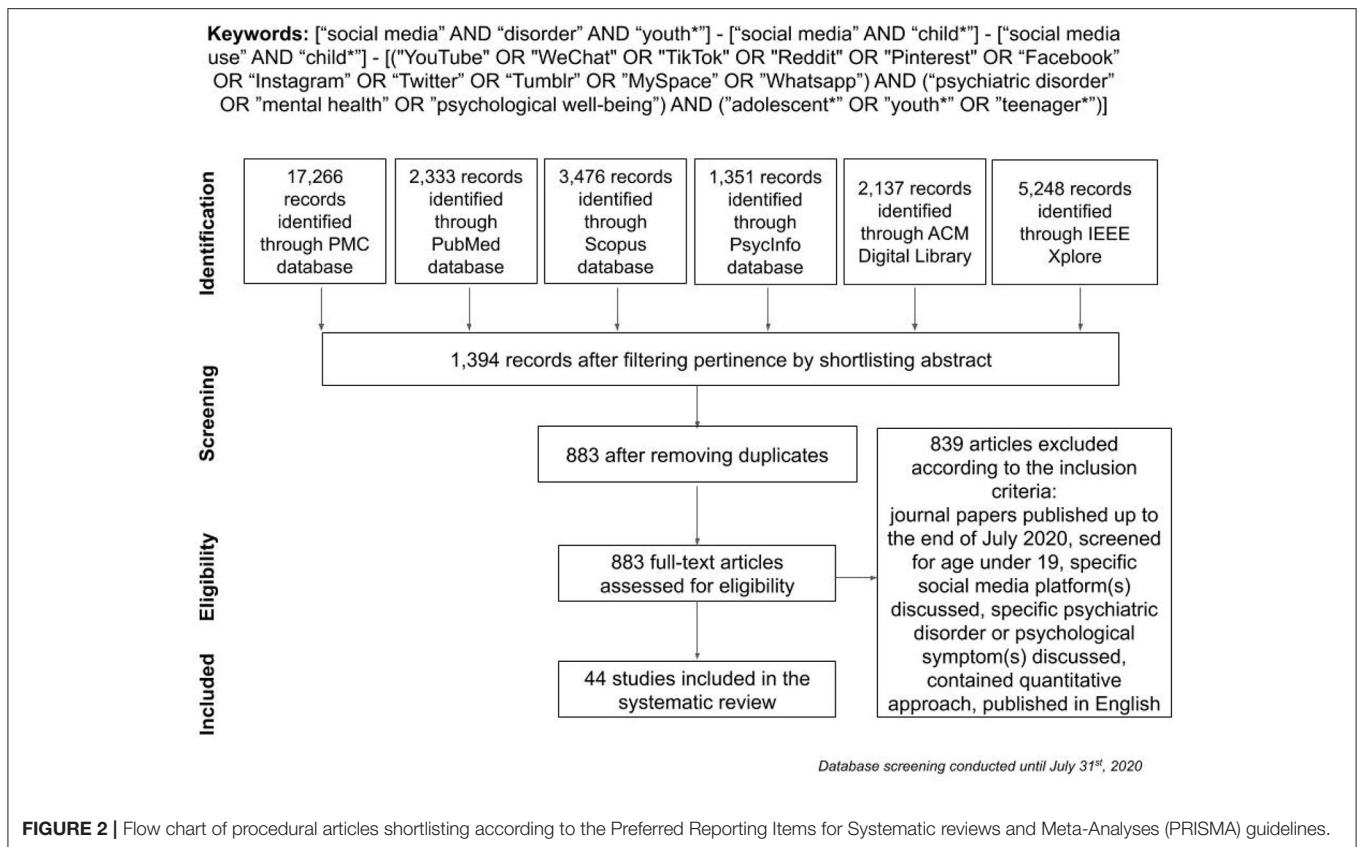 Keywords: [“social media” AND “disorder” AND “youth*”] - [“social media” AND “child*”] - [“social media
use” AND “child*”] - [("YouTube" OR "WeChat" OR "TikTok" OR "Reddit" OR "Pinterest" OR “Facebook”
OR “Instagram” OR “Twitter” OR “Tumblr” OR ”MySpace” OR ”Whatsapp”) AND (“psychiatric disorder”
OR ”mental health” OR ”psychological well-being”) AND (”adolescent*” OR ”youth*” OR ”teenager*”)]
Identification
17,266
records
identified
through PMC
database
2,333 records
identified
through
PubMed
database
3,476 records
identified
through
Scopus
database
1,351 records
identified
through
PsycInfo
database
2,137 records
identified
through ACM
Digital Library
5,248 records
identified
through IEEE
Xplore
Screening
1,394 records after filtering pertinence by shortlisting abstract
883 after removing duplicates
839 articles excluded
according to the inclusion
criteria:
journal papers published up to
the end of July 2020, screened
for age under 19, specific
social media platform(s)
discussed, specific psychiatric
disorder or psychological
symptom(s) discussed,
contained quantitative
approach, published in English
Eligibility
883 full-text articles
assessed for eligibility
Included
44 studies included in the
systematic review
Database screening conducted until July 31st, 2020
FIGURE 2 | Flow chart of procedural articles shortlisting according to the Preferred Reporting Items for Systematic reviews and Meta-Analyses (PRISMA) guidelines.